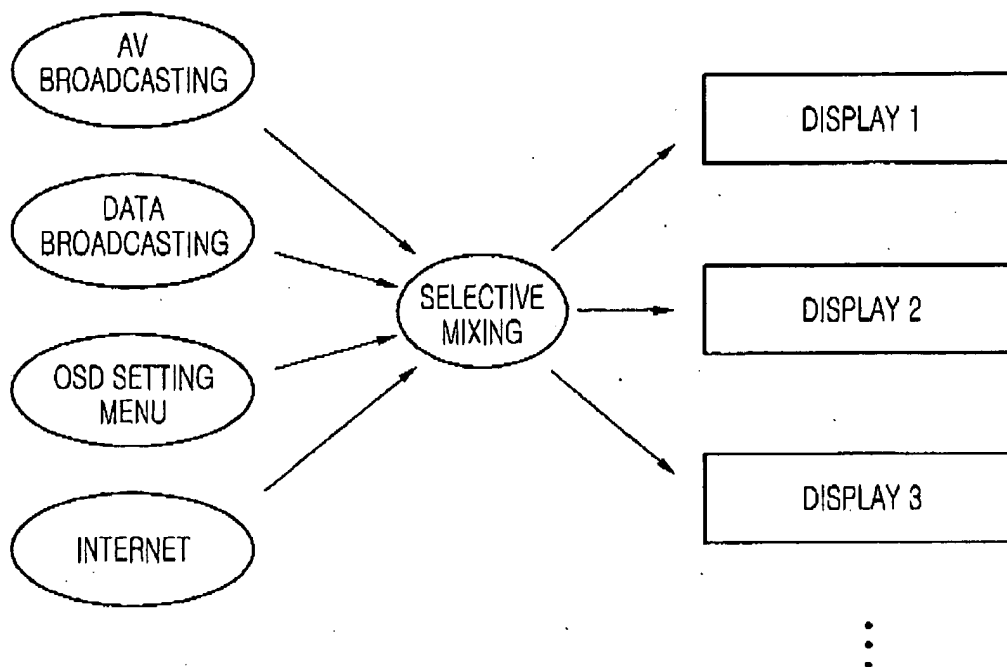 AV
BROADCASTING
DATA
BROADCASTING
OSD SETTING
MENU
INTERNET
SELECTIVE
MIXING
DISPLAY 1
DISPLAY 2
DISPLAY 3